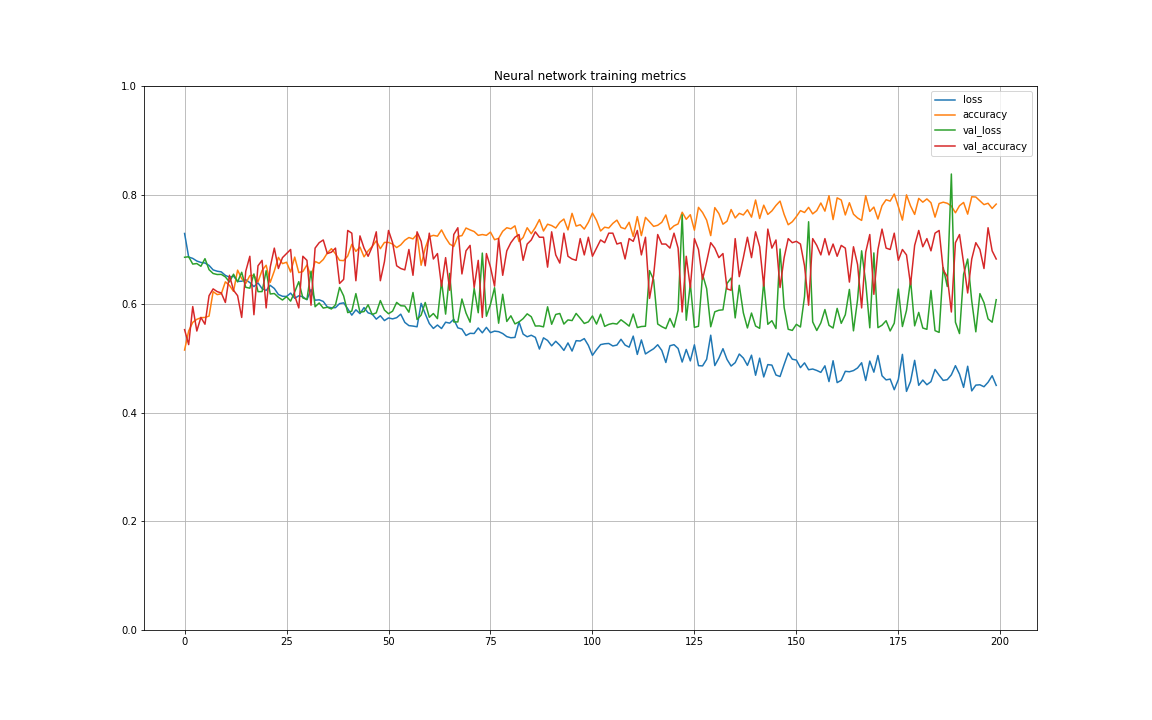 Neural network training metrics
1.0
0.8
0.6
0.4
0.2
0.0
loss
accuracy
val_loss
val_accuracy
0 25 50 75 100 125 150 175 200